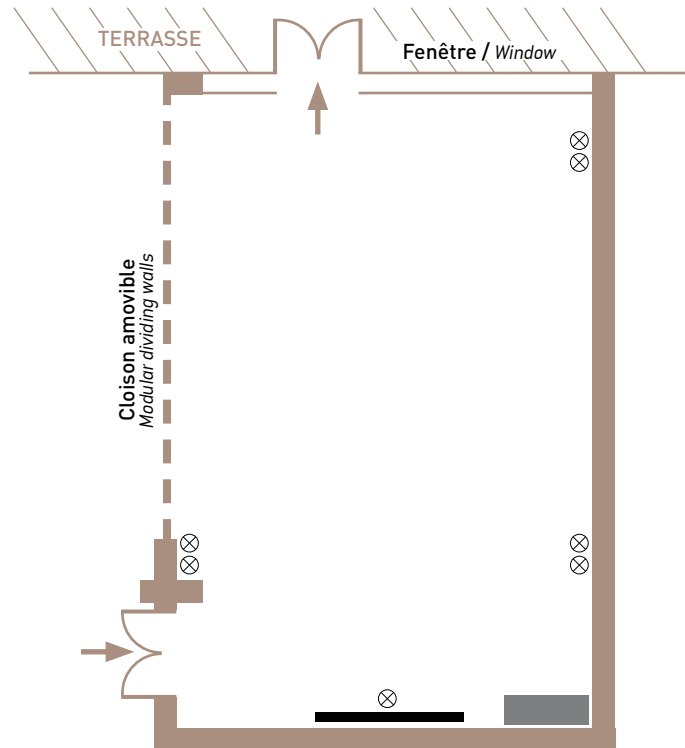 TERRASSE
Fenêtre / Window
Cloison amovible
Modular dividing walls